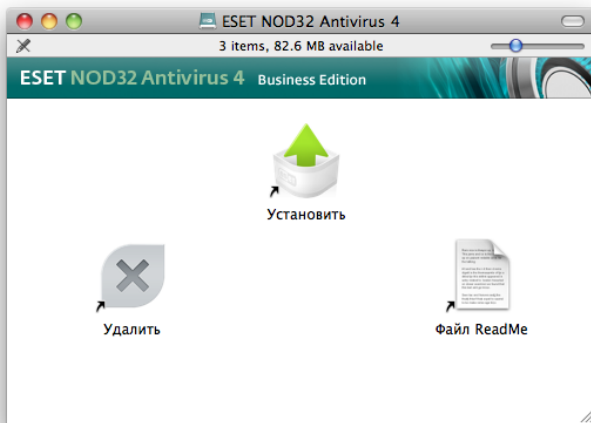 ESET NOD32 Antivirus 4
3 items, 82.6 MB available
ESET NOD32 Antivirus 4 Business Edition
Установить
Удалить
Файл ReadMe